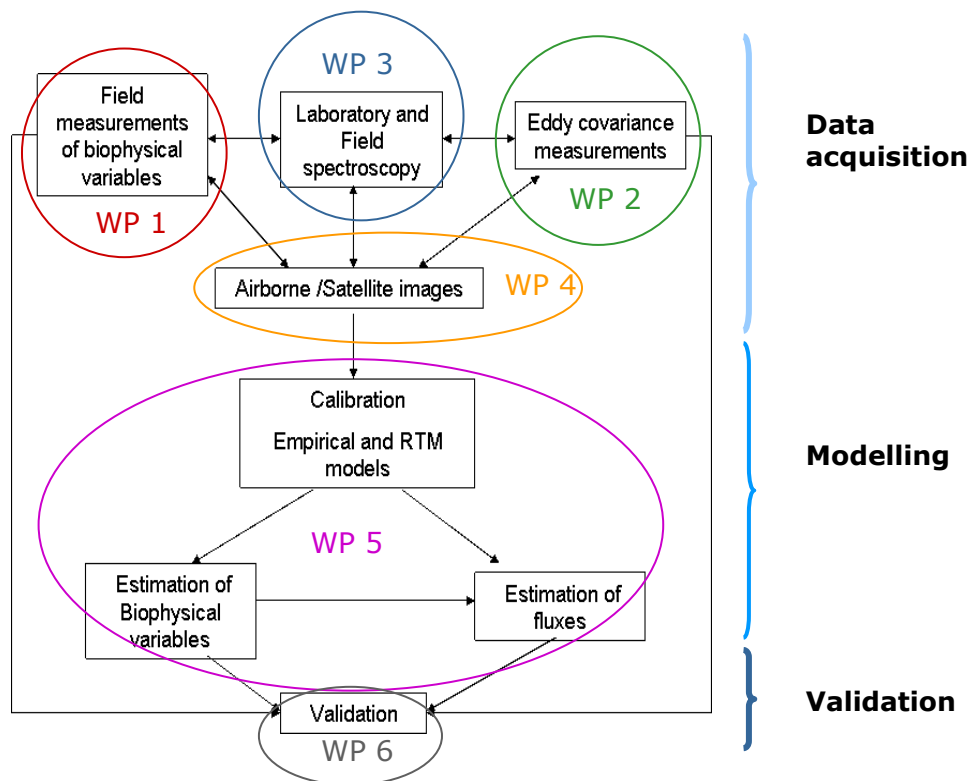 WP 3
Field
measurements
of biophysical
variables
WP 1
Laboratory and
Field
spectroscopy
Eddy covariance
measurements
WP 2
Data
acquisition
Airborne /Satellite images
WP 4
Calibration
Empirical and RTM
models
Modelling
WP 5
Estimation of
Biophysical
variables
Estimation of
fluxes
Validation
WP 6
Validation